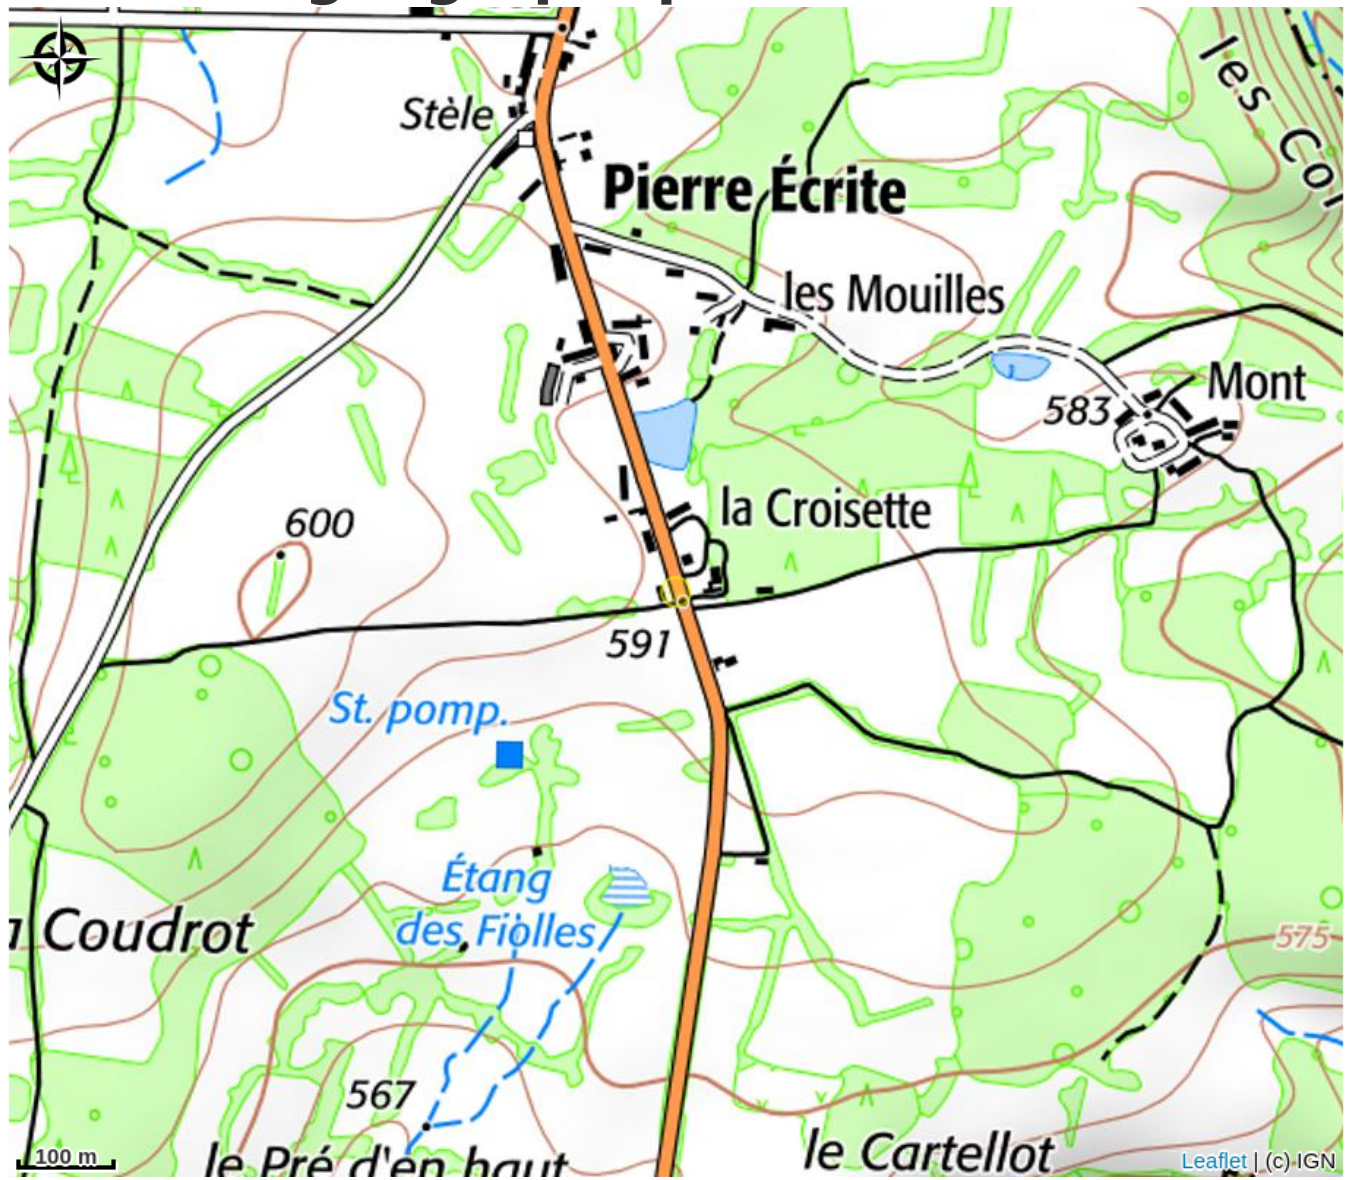 Stèle
les Col
Pierre Écrite
les Mouilles
Mont
583
la Croisette
600
591
St. pomp.
Étang
des Fiolles
Coudrot
575
567
le Pré d'en haut
le Cartellot
100 m
Leaflet | (c) IGN